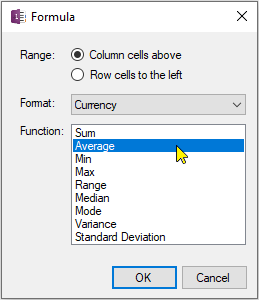 Formula
Range:
Column cells above
Row cells to the left
Format:
Currency
Function:
Sum
Average
Min
Max
Range
Median
Mode
Variance
Standard Deviation
OK
Cancel